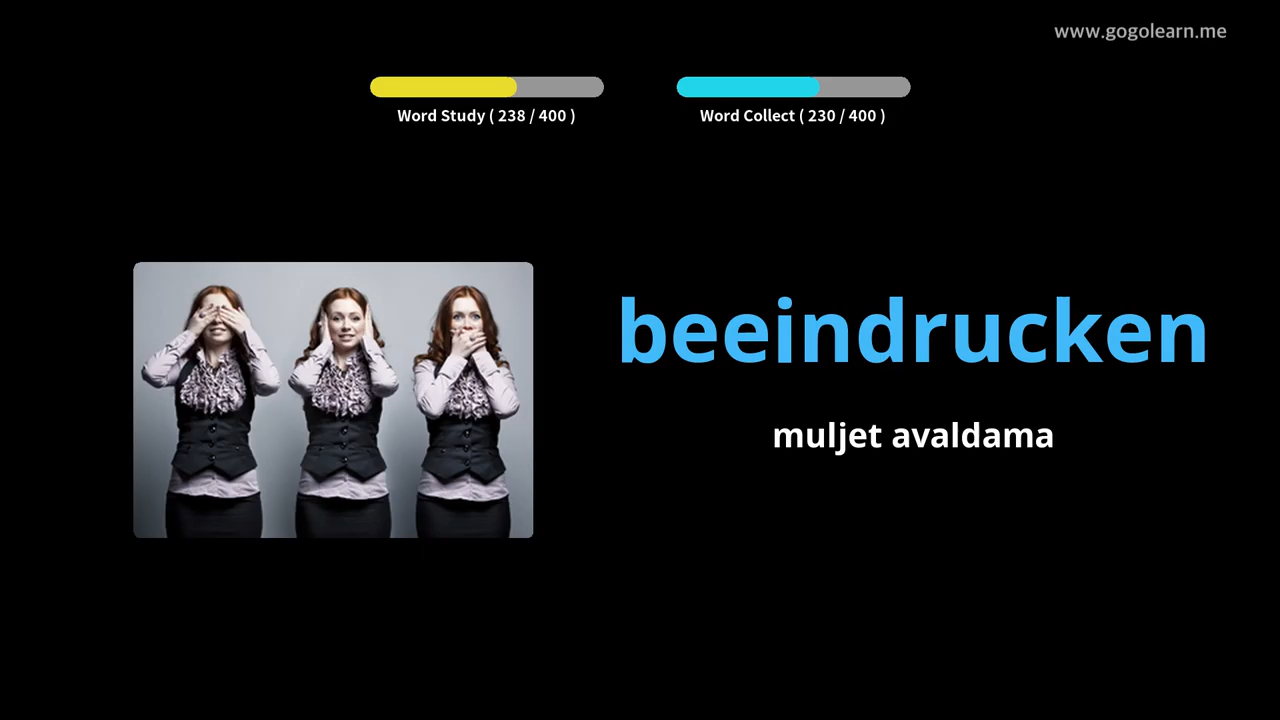 www.gogolearn.me
Word Study ( 238 / 400 )
Word Collect ( 230 / 400 )
beeindrucken
muljet avaldama